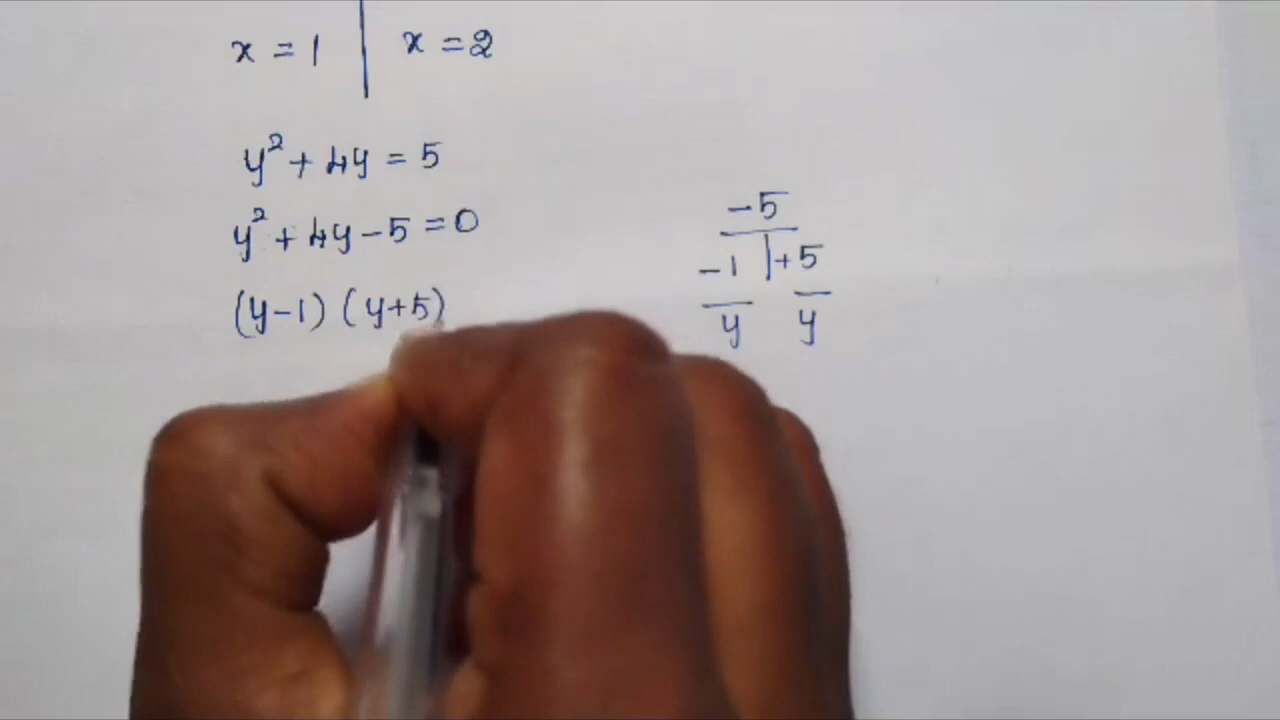 x = 1 | x = 2
y² + 4y = 5
y² + 4y - 5 = 0
(y-1) (y+5)
-5
-1 | +5
y y